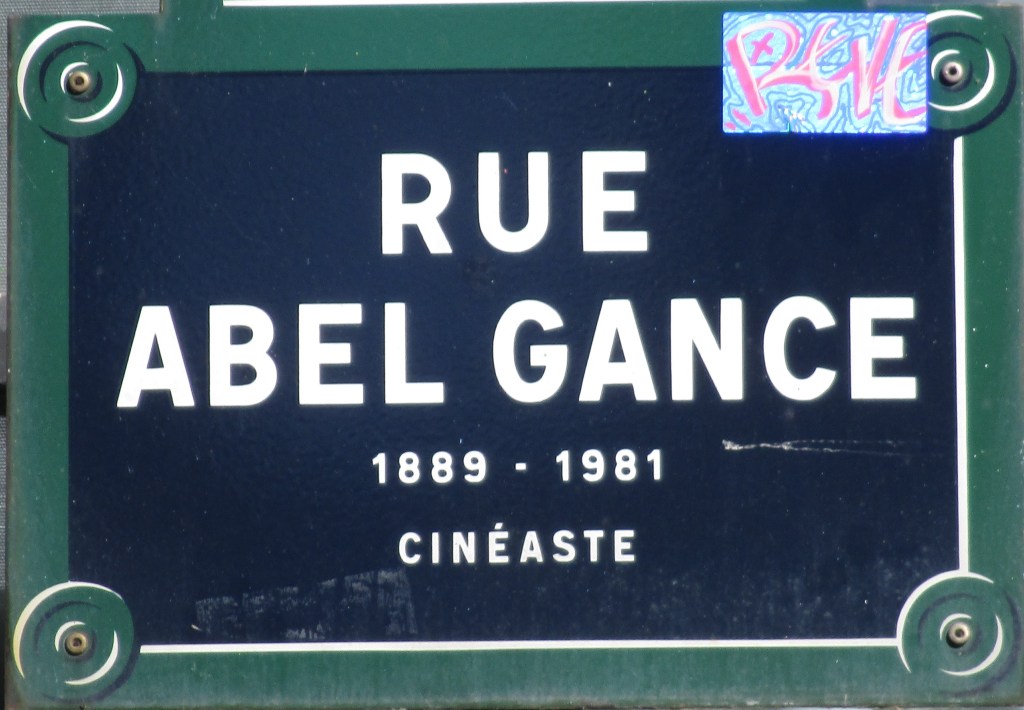 RUE
ABEL GANCE
1889 - 1981
CINÉASTE